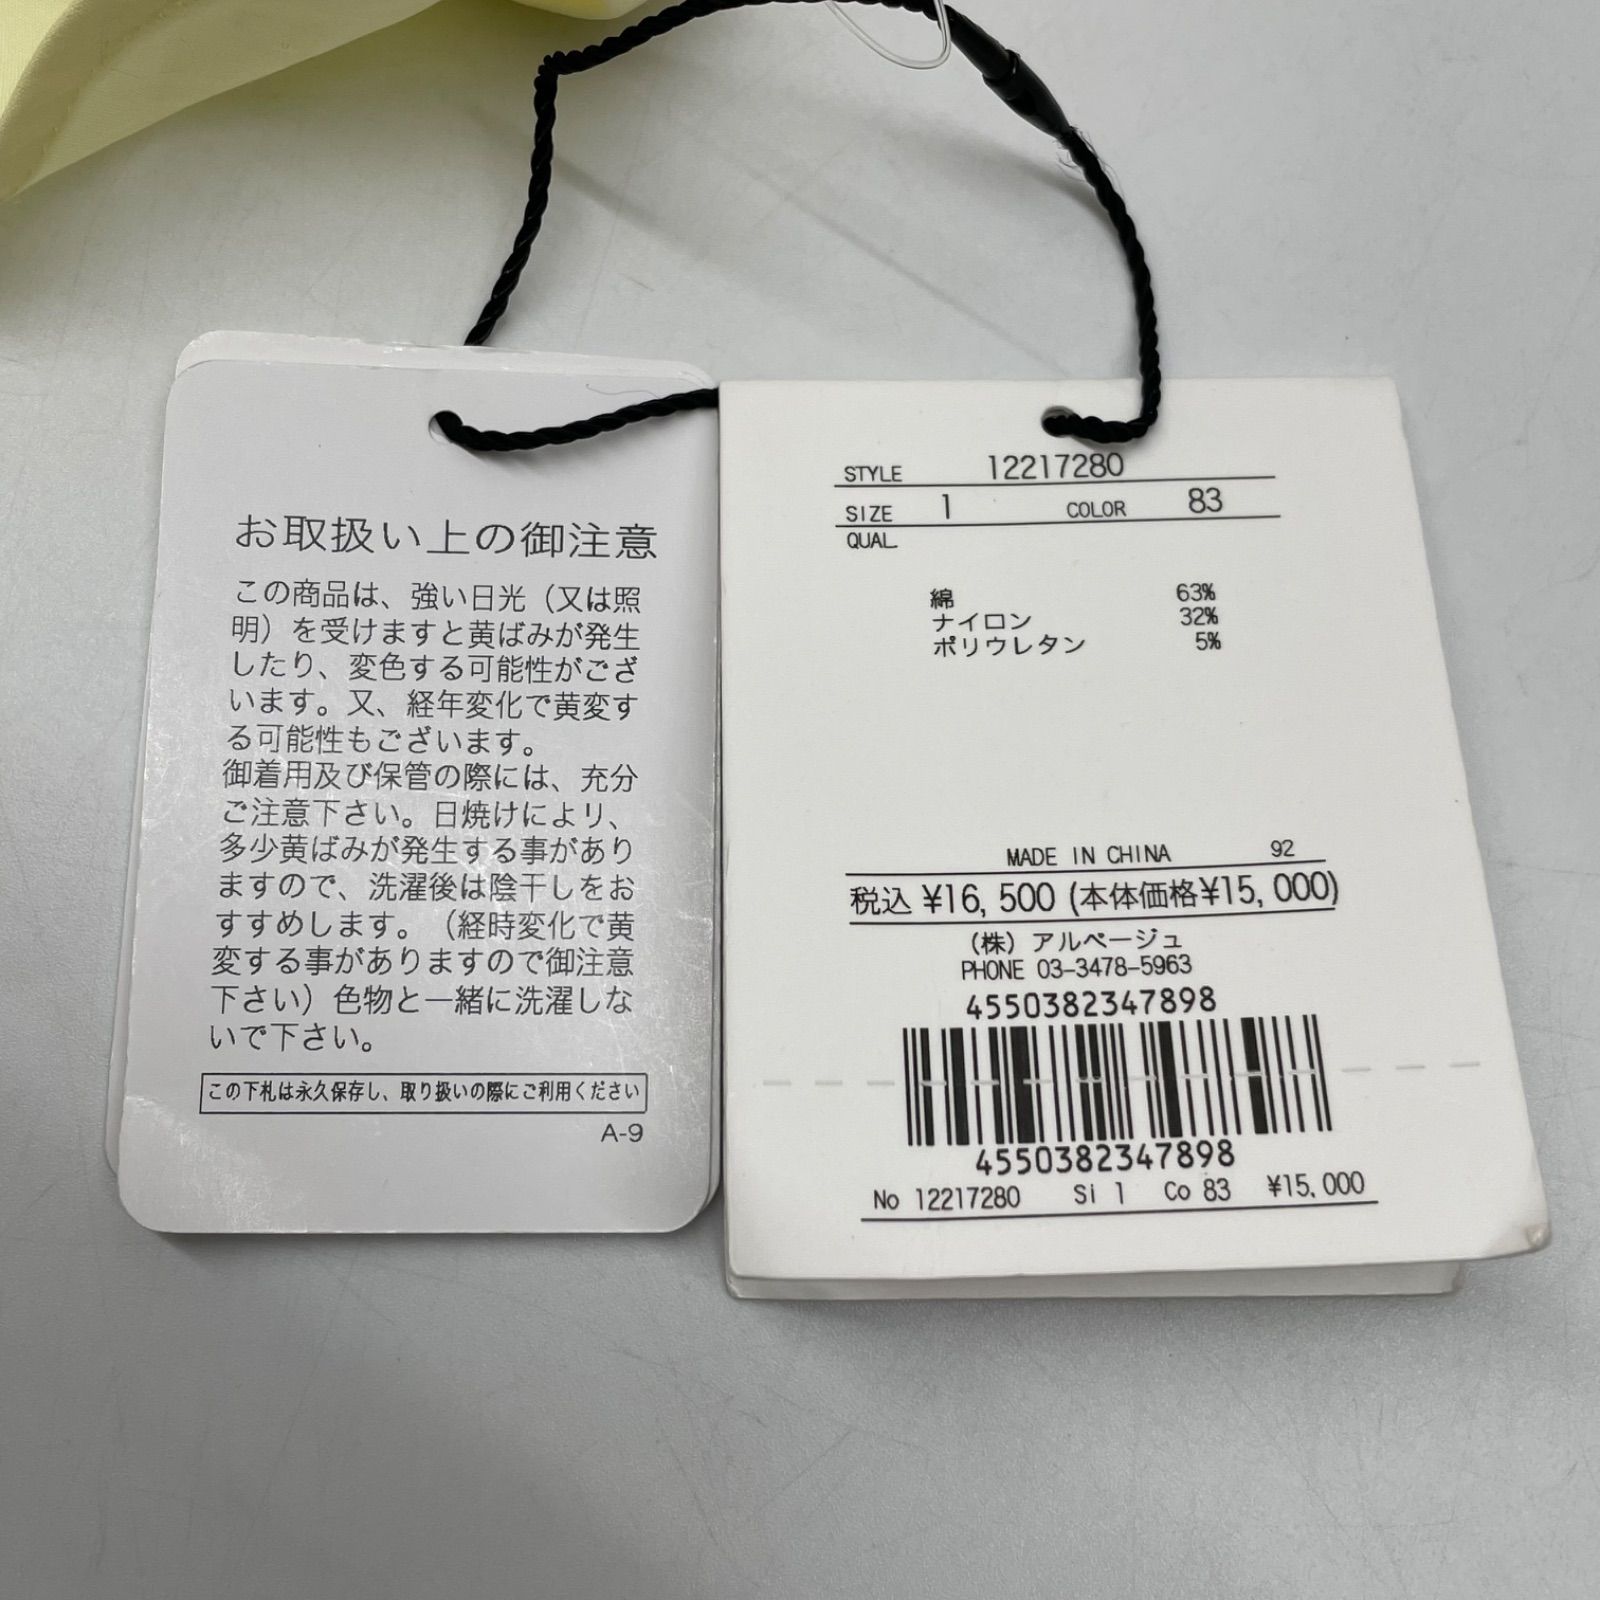 お取扱い上の御注意
この商品は、強い日光（又は照
明）を受けますと黄ばみが発生
したり、変色する可能性がござ
います。又、経年変化で黄変す
る可能性もございます。
御着用及び保管の際には、充分
ご注意下さい。日焼けにより、
多少黄ばみが発生する事があり
ますので、洗濯後は陰干しをお
すすめします。（経時変化で黄
変する事がありますので御注意
下さい）色物と一緒に洗濯しな
いで下さい。
この下札は永久保存し、取り扱いの際にご利用ください
A-9
STYLE 12217280
SIZE 1 COLOR 83
QUAL.
綿 63%
ナイロン 32%
ポリウレタン 5%
MADE IN CHINA 92
税込 ¥16,500 (本体価格¥15,000)
（株）アルページュ
PHONE 03-3478-5963
4550382347898
4550382347898
No 12217280 Si 1 Co 83 ¥15,000